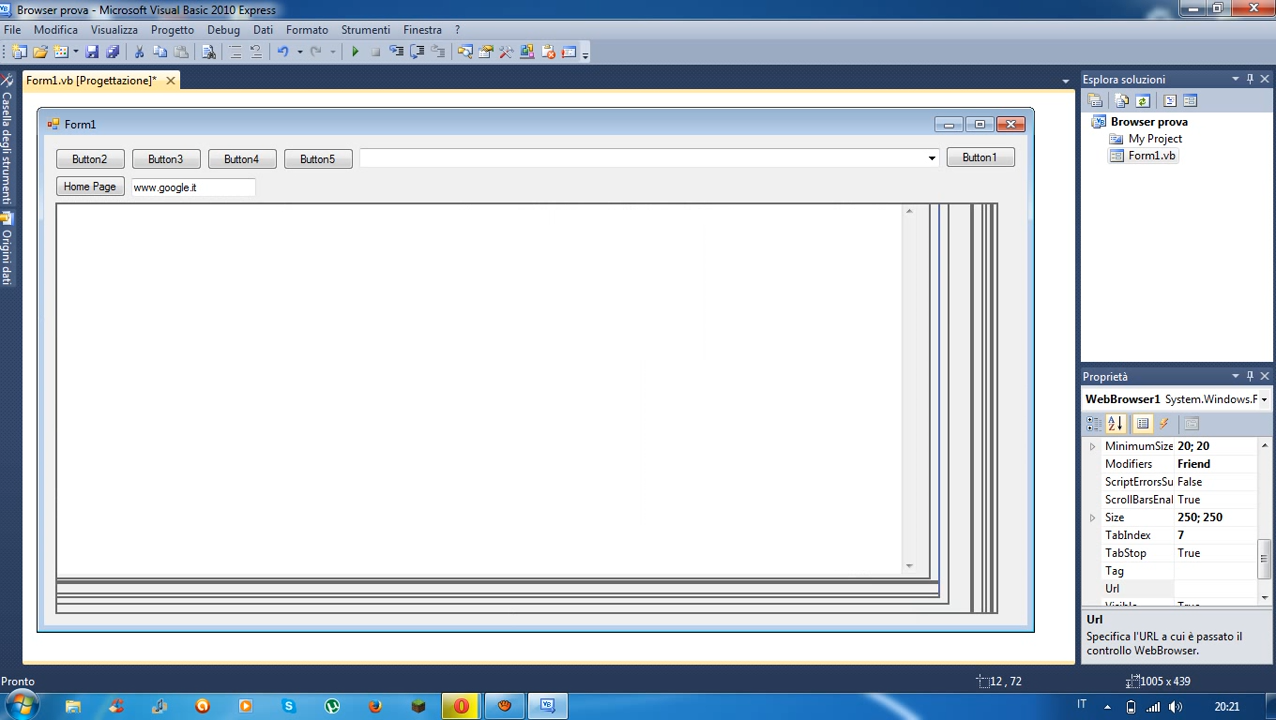 Browser prova - Microsoft Visual Basic 2010 Express
File Modifica Visualizza Progetto Debug Dati Formato Strumenti Finestra ?
Form1.vb [Progettazione]*
Casella degli strumenti
Origini dati
Form1
Button2 Button3 Button4 Button5 Button1
Home Page www.google.it
Esplora soluzioni
Browser prova
My Project
Form1.vb
Proprietà
WebBrowser1 System.Windows.F
MinimumSize 20; 20
Modifiers Friend
ScriptErrorsSu False
ScrollBarsEnal True
Size 250; 250
TabIndex 7
TabStop True
Tag
Url
Visible True
Url
Specifica l'URL a cui è passato il
controllo WebBrowser.
Pronto 12 , 72 1005 x 439
IT 20:21